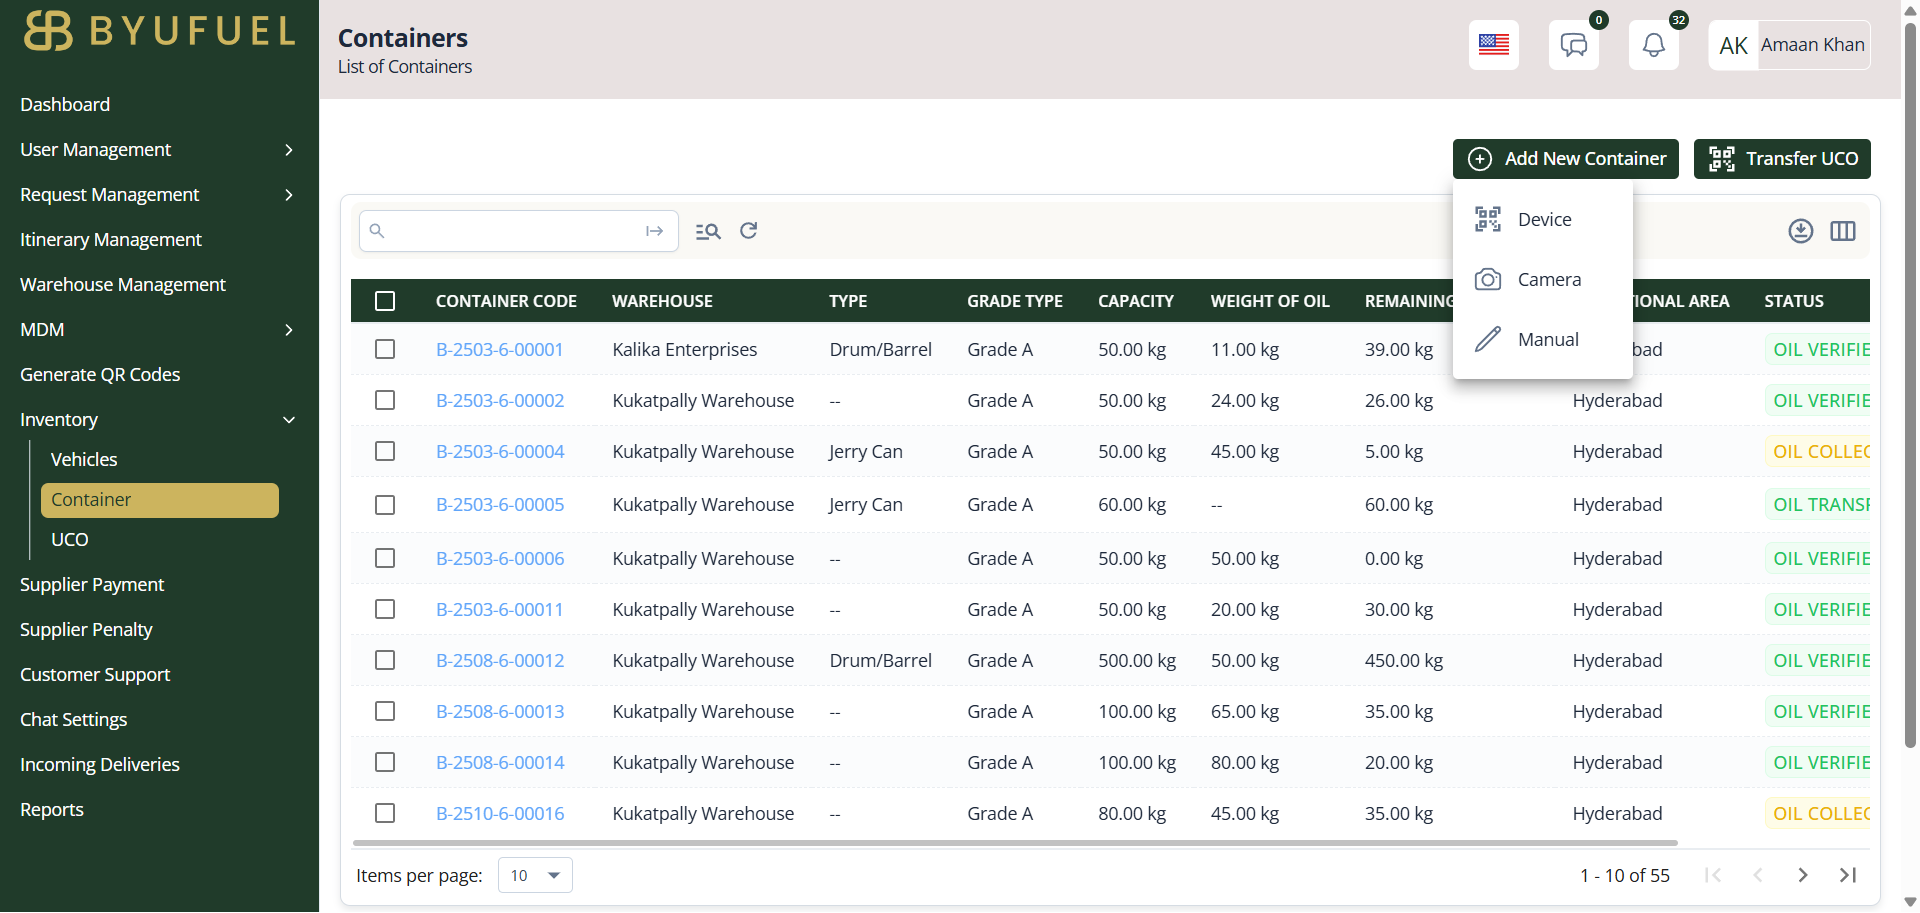 BYUFUEL
Dashboard
User Management
Request Management
Itinerary Management
Warehouse Management
MDM
Generate QR Codes
Inventory
Vehicles
Container
UCO
Supplier Payment
Supplier Penalty
Customer Support
Chat Settings
Incoming Deliveries
Reports
Containers
List of Containers
0
32
AK Amaan Khan
Add New Container
Transfer UCO
Device
Camera
Manual
CONTAINER CODE WAREHOUSE TYPE GRADE TYPE CAPACITY WEIGHT OF OIL REMAINING IONAL AREA STATUS
B-2503-6-00001 Kalika Enterprises Drum/Barrel Grade A 50.00 kg 11.00 kg 39.00 kg bad OIL VERIFIE
B-2503-6-00002 Kukatpally Warehouse -- Grade A 50.00 kg 24.00 kg 26.00 kg Hyderabad OIL VERIFIE
B-2503-6-00004 Kukatpally Warehouse Jerry Can Grade A 50.00 kg 45.00 kg 5.00 kg Hyderabad OIL COLLEC
B-2503-6-00005 Kukatpally Warehouse Jerry Can Grade A 60.00 kg -- 60.00 kg Hyderabad OIL TRANSF
B-2503-6-00006 Kukatpally Warehouse -- Grade A 50.00 kg 50.00 kg 0.00 kg Hyderabad OIL VERIFIE
B-2503-6-00011 Kukatpally Warehouse -- Grade A 50.00 kg 20.00 kg 30.00 kg Hyderabad OIL VERIFIE
B-2508-6-00012 Kukatpally Warehouse Drum/Barrel Grade A 500.00 kg 50.00 kg 450.00 kg Hyderabad OIL VERIFIE
B-2508-6-00013 Kukatpally Warehouse -- Grade A 100.00 kg 65.00 kg 35.00 kg Hyderabad OIL VERIFIE
B-2508-6-00014 Kukatpally Warehouse -- Grade A 100.00 kg 80.00 kg 20.00 kg Hyderabad OIL VERIFIE
B-2510-6-00016 Kukatpally Warehouse -- Grade A 80.00 kg 45.00 kg 35.00 kg Hyderabad OIL COLLEC
Items per page: 10
1 - 10 of 55